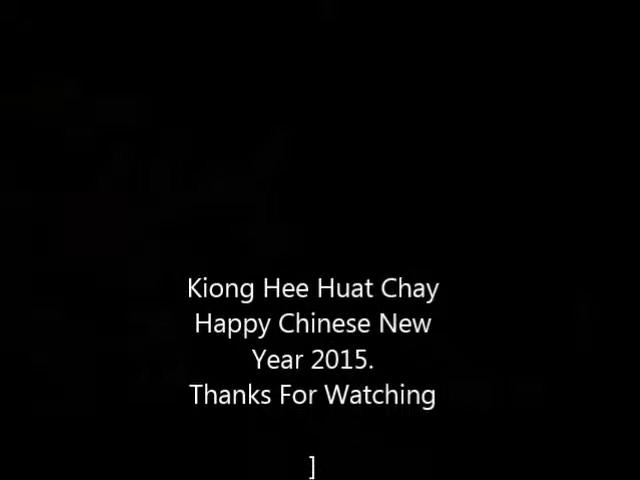 Kiong Hee Huat Chay
Happy Chinese New
Year 2015.
Thanks For Watching
]